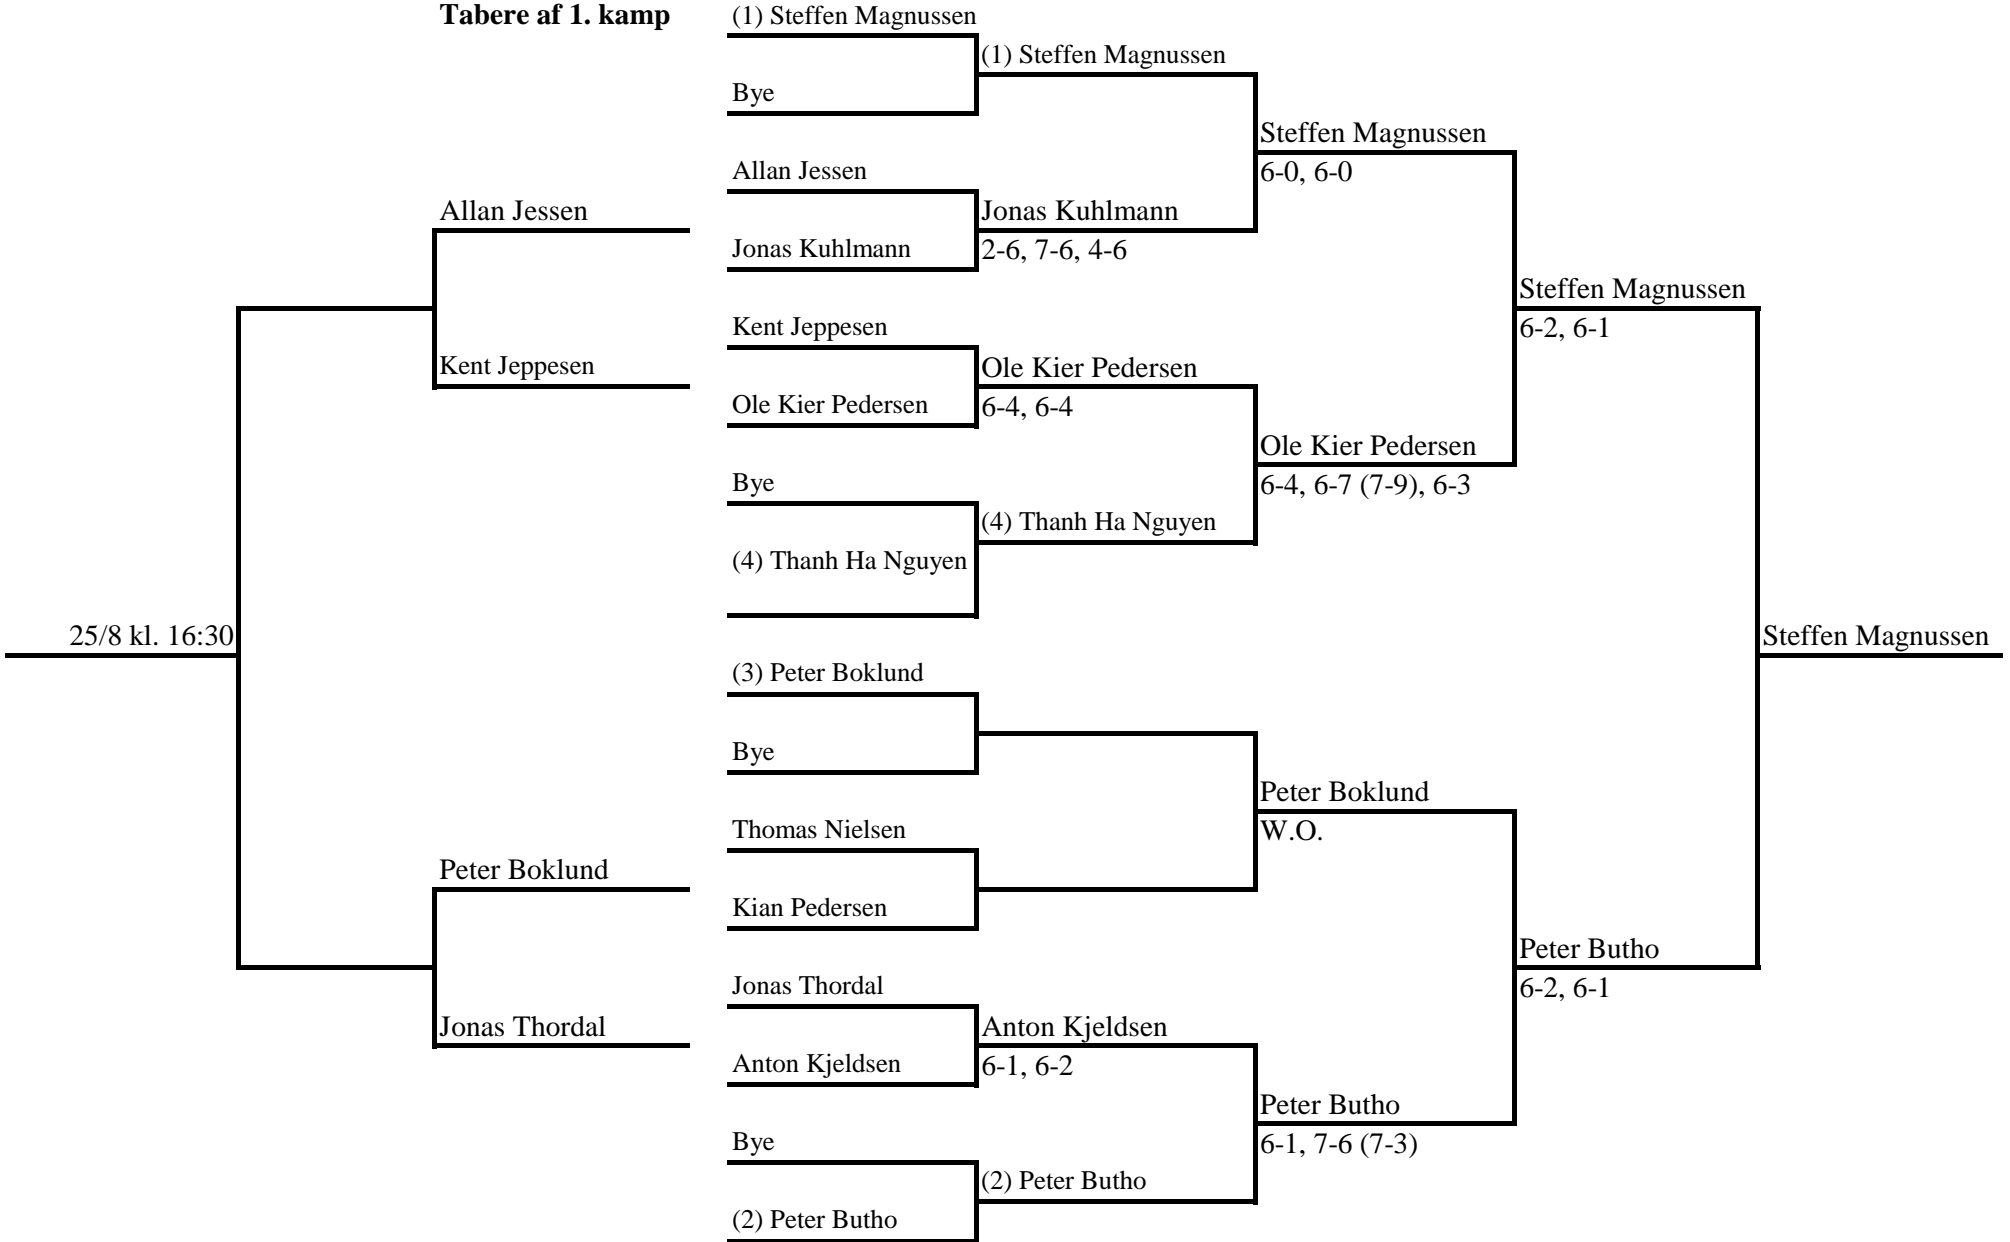 Tabere af 1. kamp
(1) Steffen Magnussen
(1) Steffen Magnussen
Bye
Steffen Magnussen
Allan Jessen
6-0, 6-0
Allan Jessen
Jonas Kuhlmann
Jonas Kuhlmann
2-6, 7-6, 4-6
Steffen Magnussen
Kent Jeppesen
6-2, 6-1
Kent Jeppesen
Ole Kier Pedersen
Ole Kier Pedersen
6-4, 6-4
Ole Kier Pedersen
Bye
6-4, 6-7 (7-9), 6-3
(4) Thanh Ha Nguyen
(4) Thanh Ha Nguyen
25/8 kl. 16:30
Steffen Magnussen
(3) Peter Boklund
Bye
Peter Boklund
Thomas Nielsen
W.O.
Peter Boklund
Kian Pedersen
Peter Butho
Jonas Thordal
6-2, 6-1
Jonas Thordal
Anton Kjeldsen
Anton Kjeldsen
6-1, 6-2
Peter Butho
Bye
6-1, 7-6 (7-3)
(2) Peter Butho
(2) Peter Butho